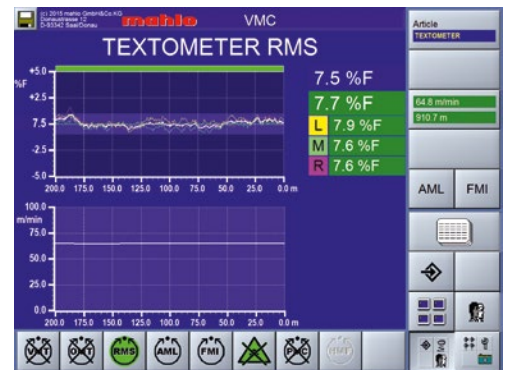 (c) 2015 mahlo GmbH&Co.KG
Donaustrasse 12
D-93342 Saal/Donau
mahlo
VMC
TEXTOMETER RMS
%F
+5.0
+2.5
7.5
-2.5
-5.0
200.0 175.0 150.0 125.0 100.0 75.0 50.0 25.0 0.0 m
7.5 %F
7.7 %F
L 7.9 %F
M 7.6 %F
R 7.6 %F
100.0
m/min
75.0
50.0
25.0
0.0
200.0 175.0 150.0 125.0 100.0 75.0 50.0 25.0 0.0 m
Article
TEXTOMETER
64.8 m/min
910.7 m
AML FMI
VMT OMT RMS AML FMI PMC HMF